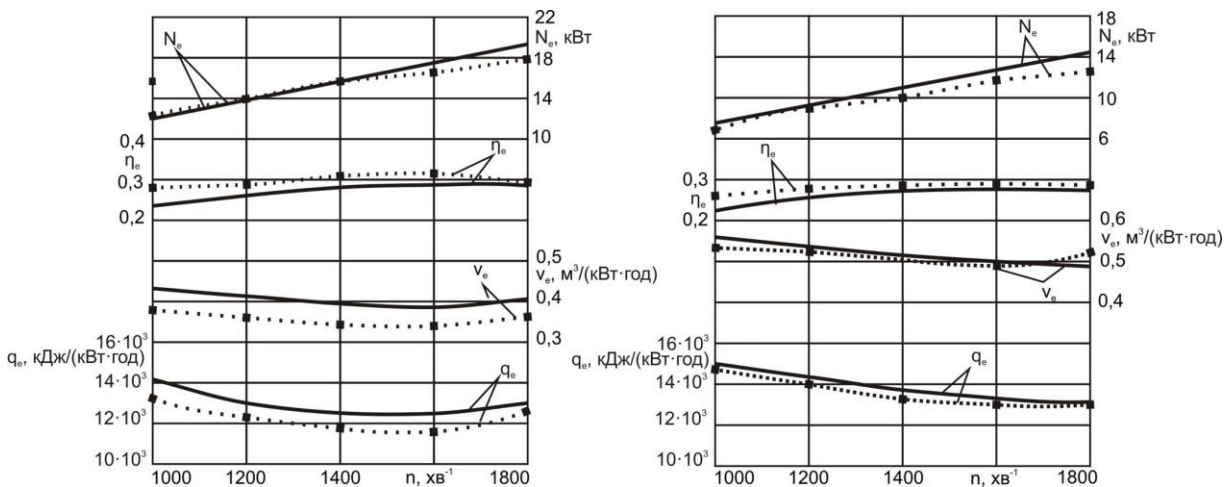 22
Nₑ, кВт
Nₑ
18
14
10
0,4
ηₑ
ηₑ
0,3
0,2
0,5
vₑ, м³/(кВт·год)
vₑ
0,4
0,3
16·10³
qₑ, кДж/(кВт·год)
14·10³
qₑ
12·10³
10·10³
1000 1200 1400 n, хв⁻¹ 1800
18
Nₑ, кВт
Nₑ
14
10
6
ηₑ
0,3
ηₑ
0,2
0,6
vₑ, м³/(кВт·год)
0,5
vₑ
0,4
16·10³
qₑ, кДж/(кВт·год)
qₑ
14·10³
12·10³
10·10³
1000 1200 1400 n, хв⁻¹ 1800